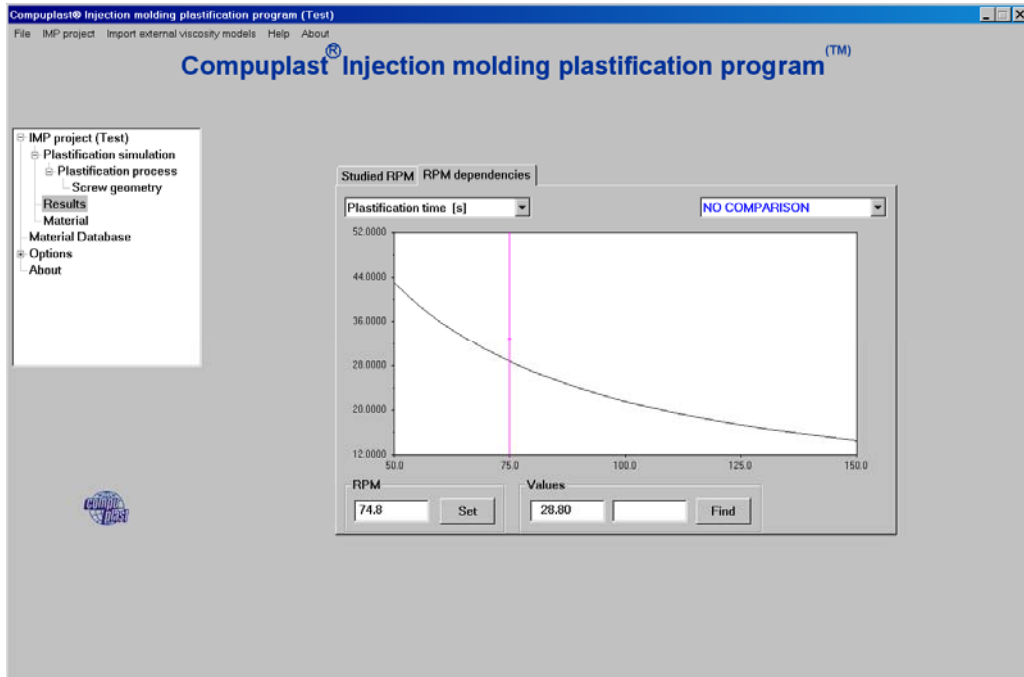 Compuplast® Injection molding plastification program (Test)
File IMP project Import external viscosity models Help About
Compuplast® Injection molding plastification program (TM)
IMP project (Test)
Plastification simulation
Plastification process
Screw geometry
Results
Material
Material Database
Options
About
Studied RPM RPM dependencies
Plastification time [s] NO COMPARISON
52.0000
44.0000
36.0000
28.0000
20.0000
12.0000
50.0 75.0 100.0 125.0 150.0
RPM Values
74.8 Set 28.80 Find
compu
plast